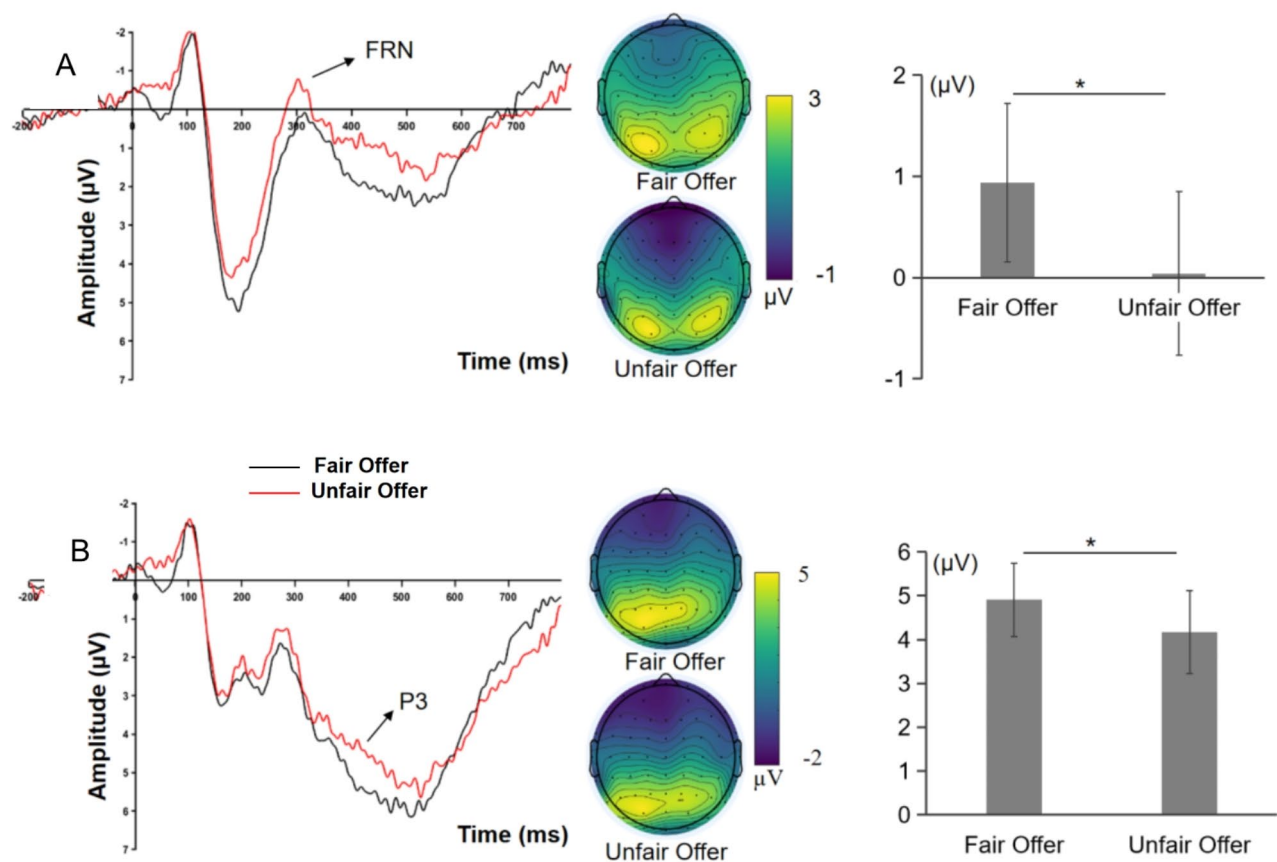 A
Amplitude (µV)
-2
-1
1
2
3
4
5
6
7
-200
0
100
200
300
400
500
600
700
FRN
Time (ms)
Fair Offer
Unfair Offer
3
-1
µV
(µV)
2
1
0
-1
*
Fair Offer
Unfair Offer
Fair Offer
Unfair Offer
B
Amplitude (µV)
-2
-1
1
2
3
4
5
6
7
-200
0
100
200
300
400
500
600
700
P3
Time (ms)
Fair Offer
Unfair Offer
5
-2
µV
(µV)
6
5
4
3
2
1
0
*
Fair Offer
Unfair Offer